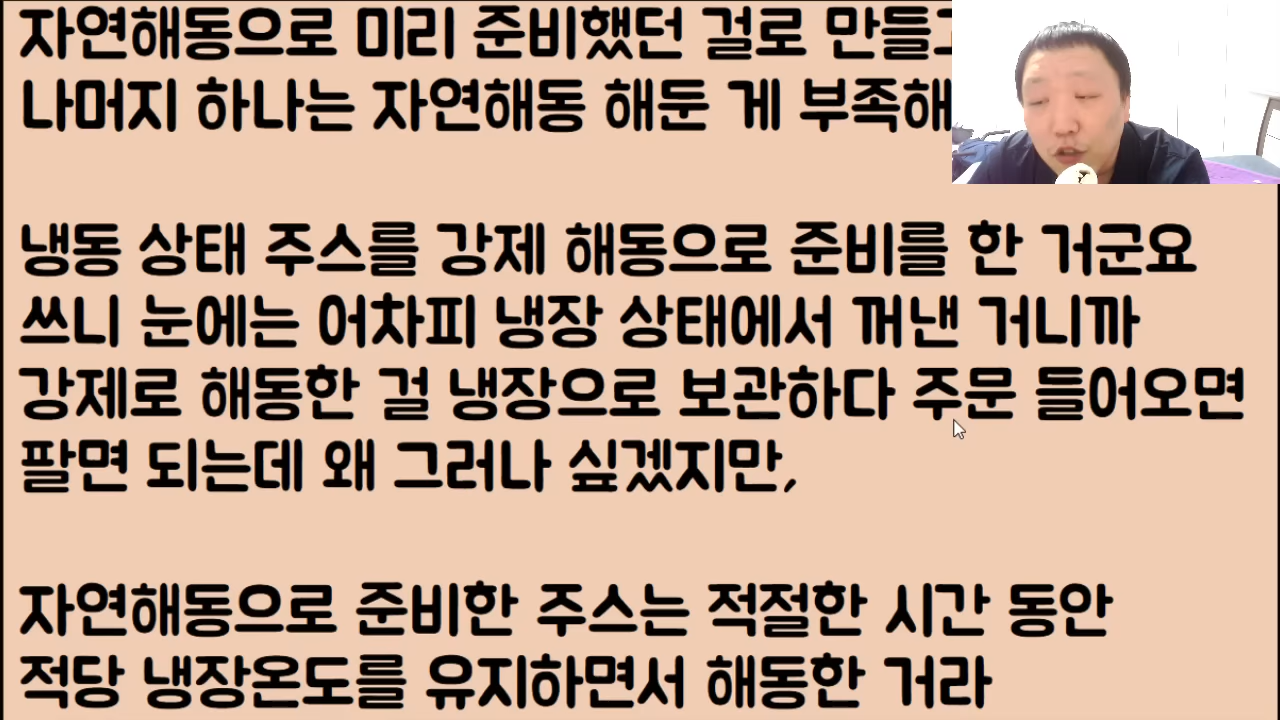 자연해동으로 미리 준비했던 걸로 만들고
나머지 하나는 자연해동 해둔 게 부족해
냉동 상태 주스를 강제 해동으로 준비를 한 거군요
쓰니 눈에는 어차피 냉장 상태에서 꺼낸 거니까
강제로 해동한 걸 냉장으로 보관하다 주문 들어오면
팔면 되는데 왜 그러나 싶겠지만,
자연해동으로 준비한 주스는 적절한 시간 동안
적당 냉장온도를 유지하면서 해동한 거라